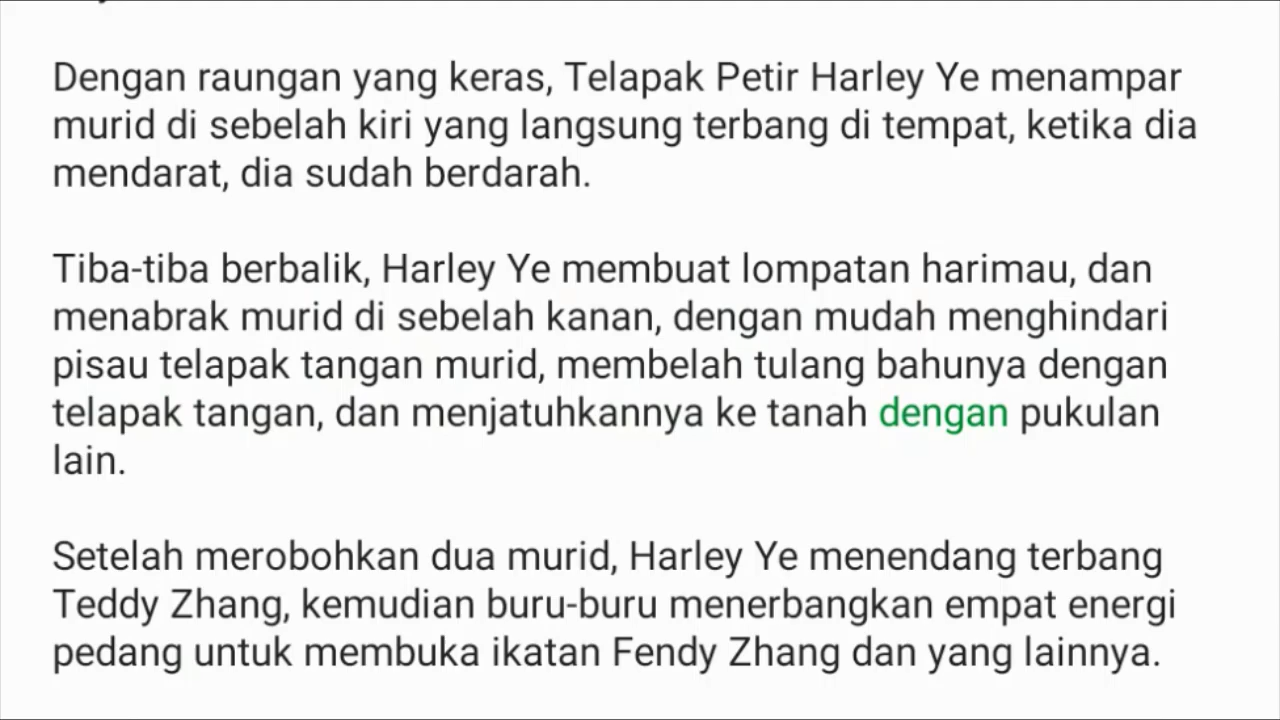 Dengan raungan yang keras, Telapak Petir Harley Ye menampar
murid di sebelah kiri yang langsung terbang di tempat, ketika dia
mendarat, dia sudah berdarah.
Tiba-tiba berbalik, Harley Ye membuat lompatan harimau, dan
menabrak murid di sebelah kanan, dengan mudah menghindari
pisau telapak tangan murid, membelah tulang bahunya dengan
telapak tangan, dan menjatuhkannya ke tanah dengan pukulan
lain.
Setelah merobohkan dua murid, Harley Ye menendang terbang
Teddy Zhang, kemudian buru-buru menerbangkan empat energi
pedang untuk membuka ikatan Fendy Zhang dan yang lainnya.